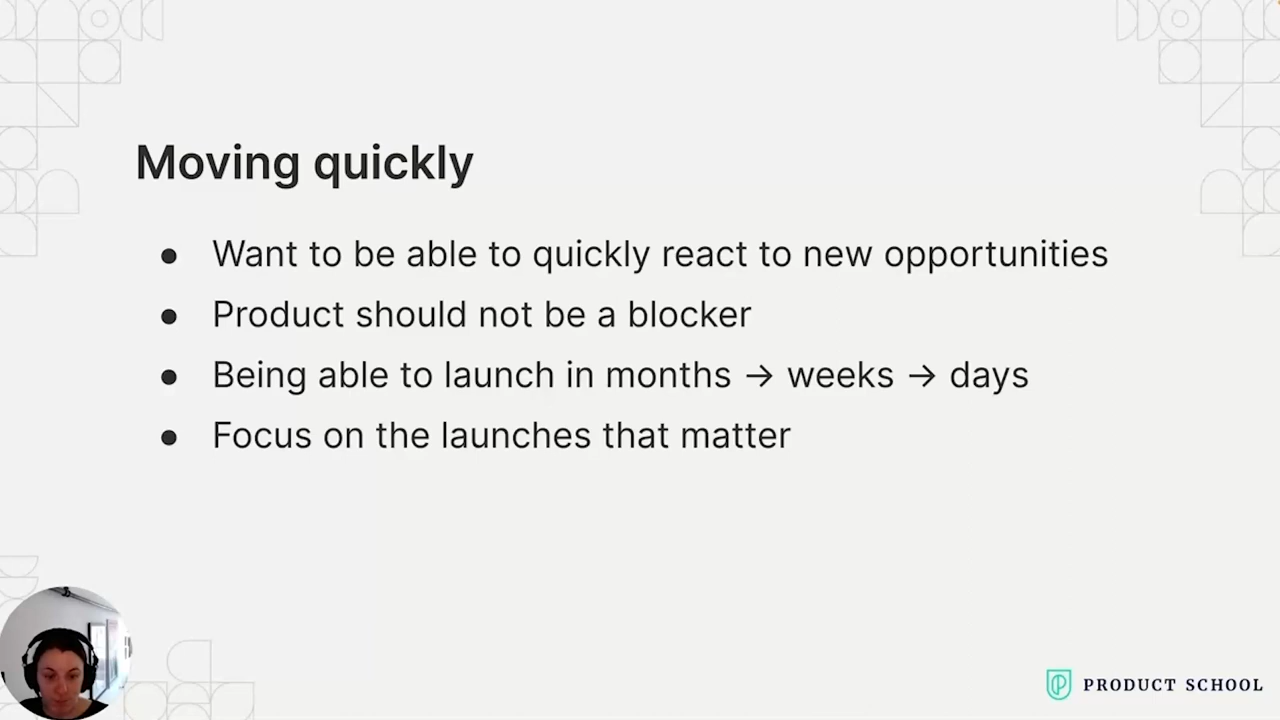 Moving quickly
● Want to be able to quickly react to new opportunities
● Product should not be a blocker
● Being able to launch in months → weeks → days
● Focus on the launches that matter
PRODUCT SCHOOL